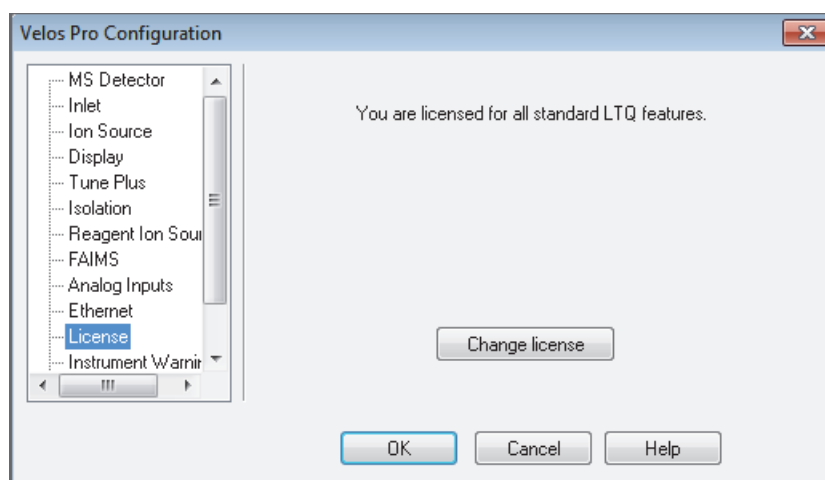 Velos Pro Configuration
MS Detector
Inlet
Ion Source
Display
Tune Plus
Isolation
Reagent Ion Sour
FAIMS
Analog Inputs
Ethernet
License
Instrument Warnin
You are licensed for all standard LTQ features.
Change license
OK
Cancel
Help